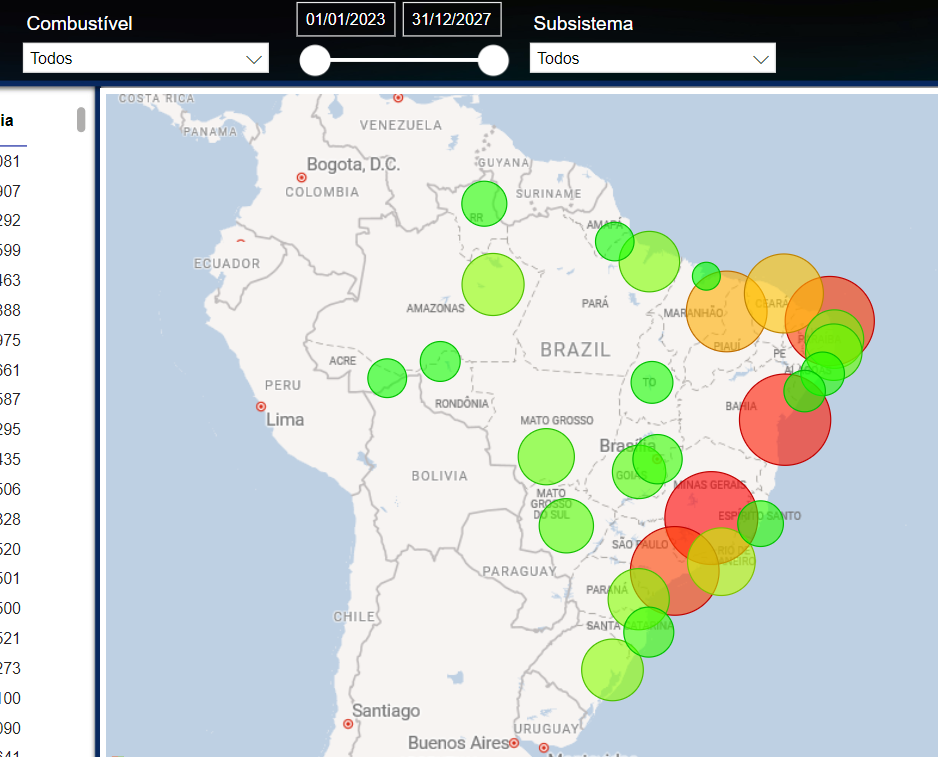 Combustível
01/01/2023
31/12/2027
Subsistema
Todos
Todos
ia
081
907
292
599
463
388
975
661
587
295
435
506
328
520
501
500
521
273
100
090
COSTA RICA
PANAMA
VENEZUELA
Bogota, D.C.
COLOMBIA
GUYANA
SURINAME
RR
AMAPÁ
ECUADOR
AMAZONAS
PARÁ
MARANHÃO
CEARÁ
PIAUÍ
PE
BRAZIL
ACRE
PERU
TO
RONDÔNIA
BAHIA
Lima
MATO GROSSO
Brasília
BOLIVIA
GOIÁS
MINAS GERAIS
MATO
GROSSO
DO SUL
ESPÍRITO SANTO
SÃO PAULO
RIO DE
JANEIRO
PARAGUAY
PARANÁ
CHILE
SANTA CATARINA
Santiago
URUGUAY
Buenos Aires